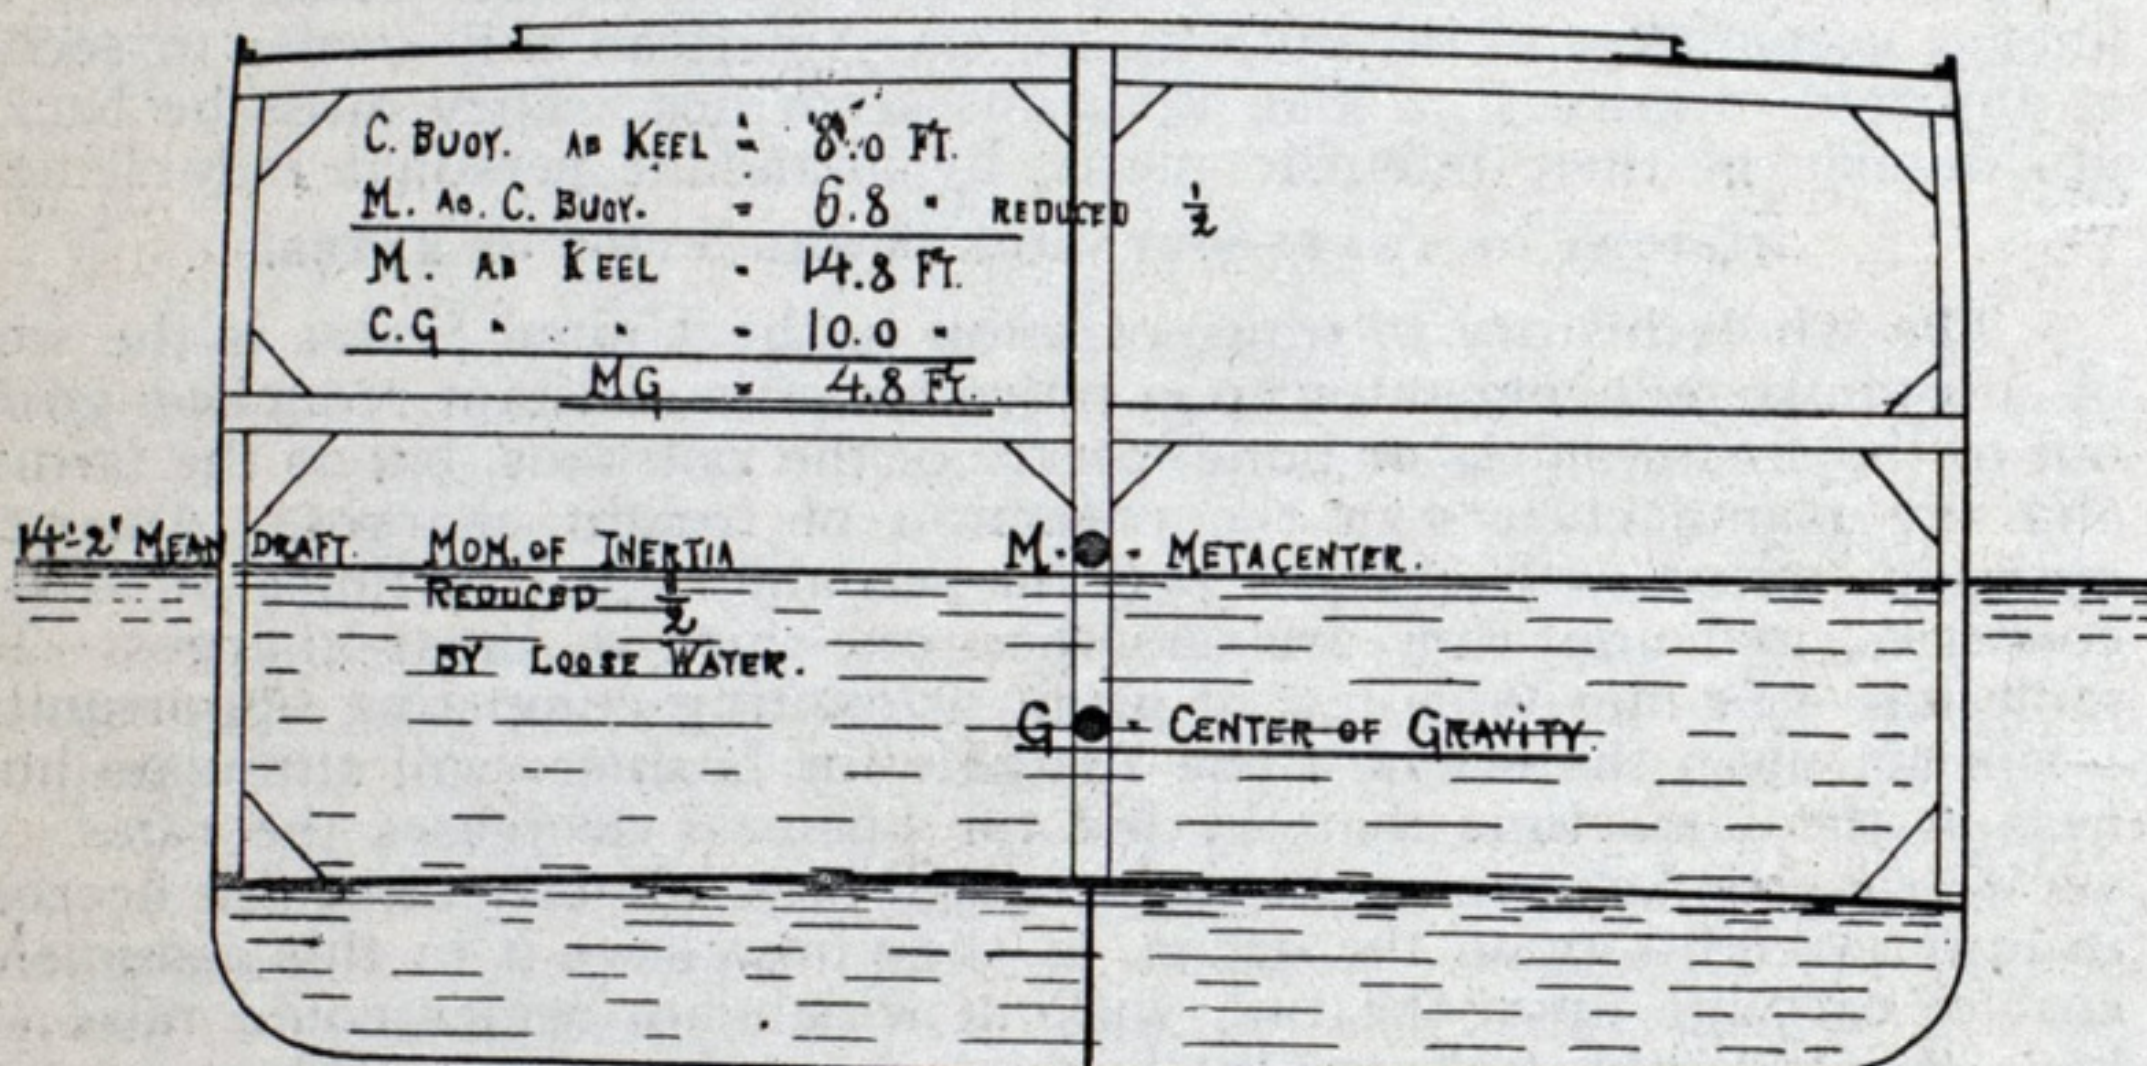 C. BUOY. AB KEEL = 8.0 FT.
M. AB. C. BUOY. - 6.8 " REDUCED 1/2
M. AB KEEL - 14.8 FT.
C.G " " - 10.0 "
MG = 4.8 FT.
14'-2" MEAN DRAFT.
MOM. OF INERTIA
REDUCED 1/2
BY LOOSE WATER.
M. - METACENTER.
G - CENTER OF GRAVITY.